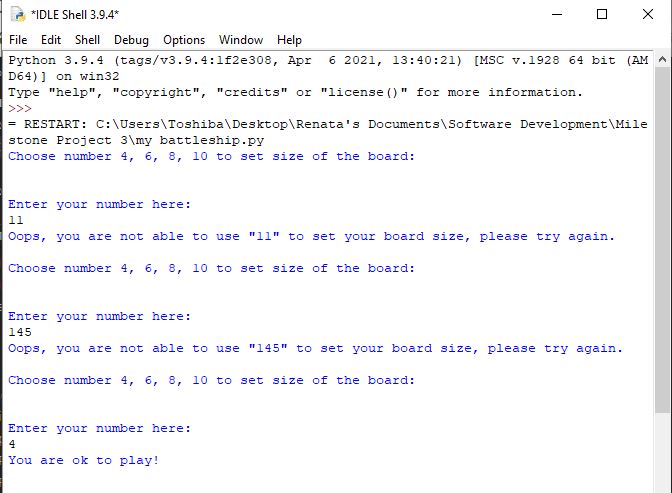 *IDLE Shell 3.9.4*
File Edit Shell Debug Options Window Help
Python 3.9.4 (tags/v3.9.4:1f2e308, Apr  6 2021, 13:40:21) [MSC v.1928 64 bit (AM
D64)] on win32
Type "help", "copyright", "credits" or "license()" for more information.
>>>
= RESTART: C:\Users\Toshiba\Desktop\Renata's Documents\Software Development\Mile
stone Project 3\my battleship.py
Choose number 4, 6, 8, 10 to set size of the board:
Enter your number here:
11
Oops, you are not able to use "11" to set your board size, please try again.
Choose number 4, 6, 8, 10 to set size of the board:
Enter your number here:
145
Oops, you are not able to use "145" to set your board size, please try again.
Choose number 4, 6, 8, 10 to set size of the board:
Enter your number here:
4
You are ok to play!